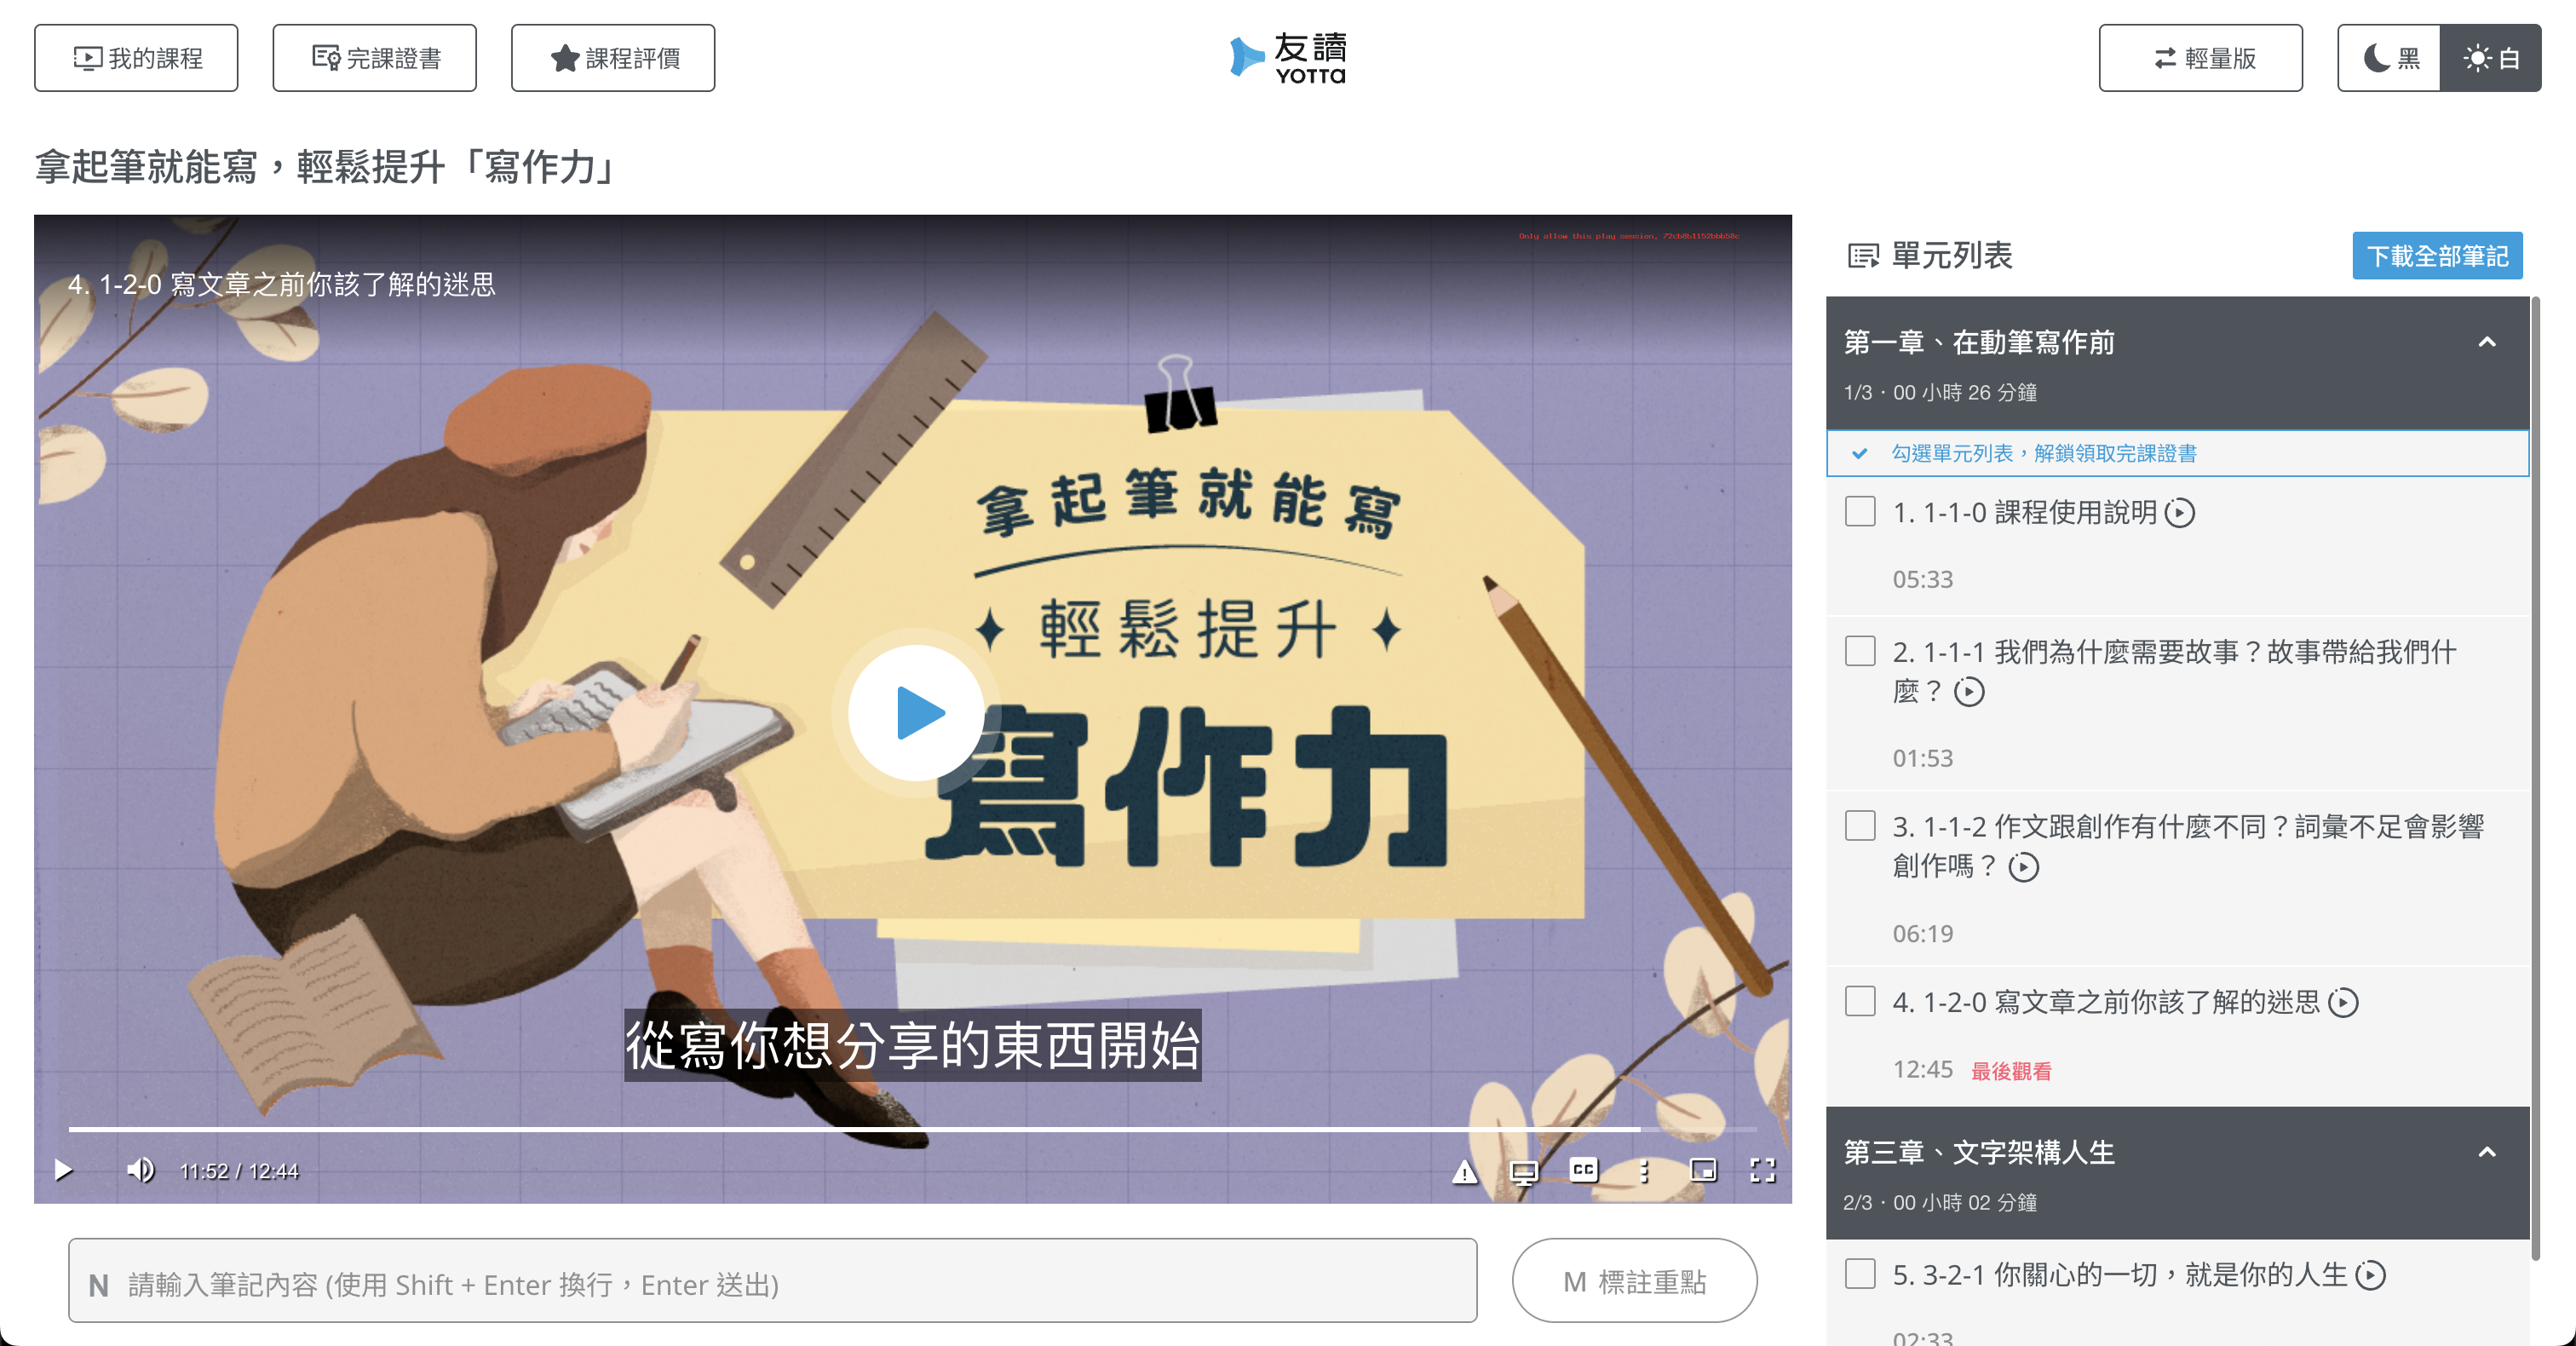 我的課程
完課證書
課程評價
友讀
YOTTA
輕量版
黑
白
拿起筆就能寫，輕鬆提升「寫作力」
Only allow this play session, 72cb8b1152bbb58c
4. 1-2-0 寫文章之前你該了解的迷思
拿起筆就能寫
輕鬆提升
寫作力
從寫你想分享的東西開始
11:52 / 12:44
CC
N 請輸入筆記內容 (使用 Shift + Enter 換行，Enter 送出)
M 標註重點
單元列表
下載全部筆記
第一章、在動筆寫作前
1/3・00 小時 26 分鐘
勾選單元列表，解鎖領取完課證書
1. 1-1-0 課程使用說明
05:33
2. 1-1-1 我們為什麼需要故事？故事帶給我們什
麼？
01:53
3. 1-1-2 作文跟創作有什麼不同？詞彙不足會影響
創作嗎？
06:19
4. 1-2-0 寫文章之前你該了解的迷思
12:45 最後觀看
第三章、文字架構人生
2/3・00 小時 02 分鐘
5. 3-2-1 你關心的一切，就是你的人生
02:33